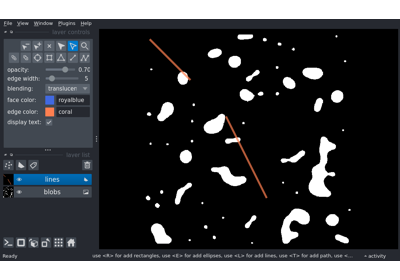 File View Window Plugins Help
layer controls
opacity: 0.70
edge width: 5
blending: translucen
face color: royalblue
edge color: coral
display text: ✓
layer list
lines
blobs
Ready
use <R> for add rectangles, use <E> for add ellipses, use <L> for add lines, use <T> for add path, use <...
activity